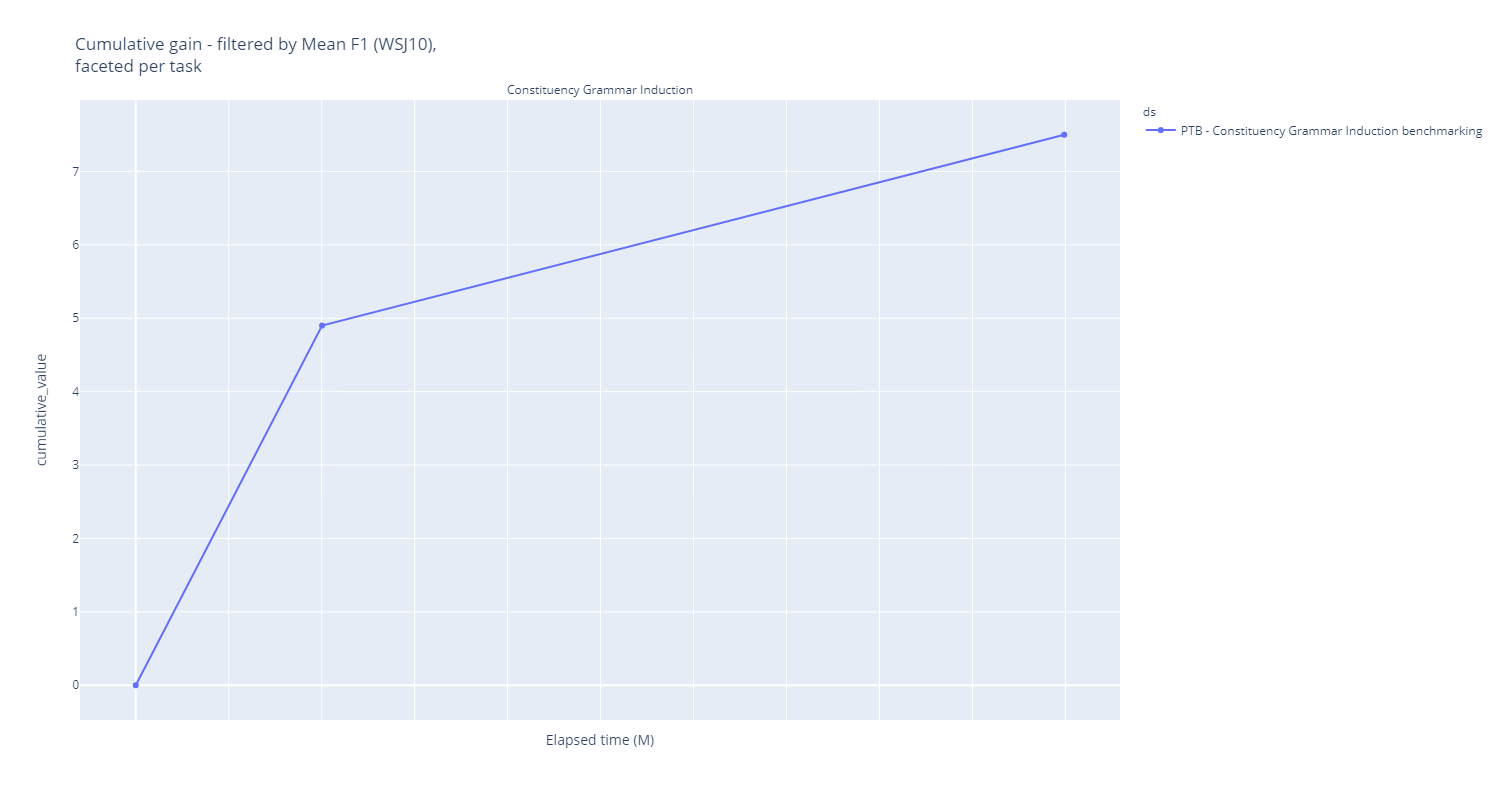 Cumulative gain - filtered by Mean F1 (WSJ10),
faceted per task
Constituency Grammar Induction
ds
PTB - Constituency Grammar Induction benchmarking
7
6
5
4
3
2
1
0
cumulative_value
Elapsed time (M)